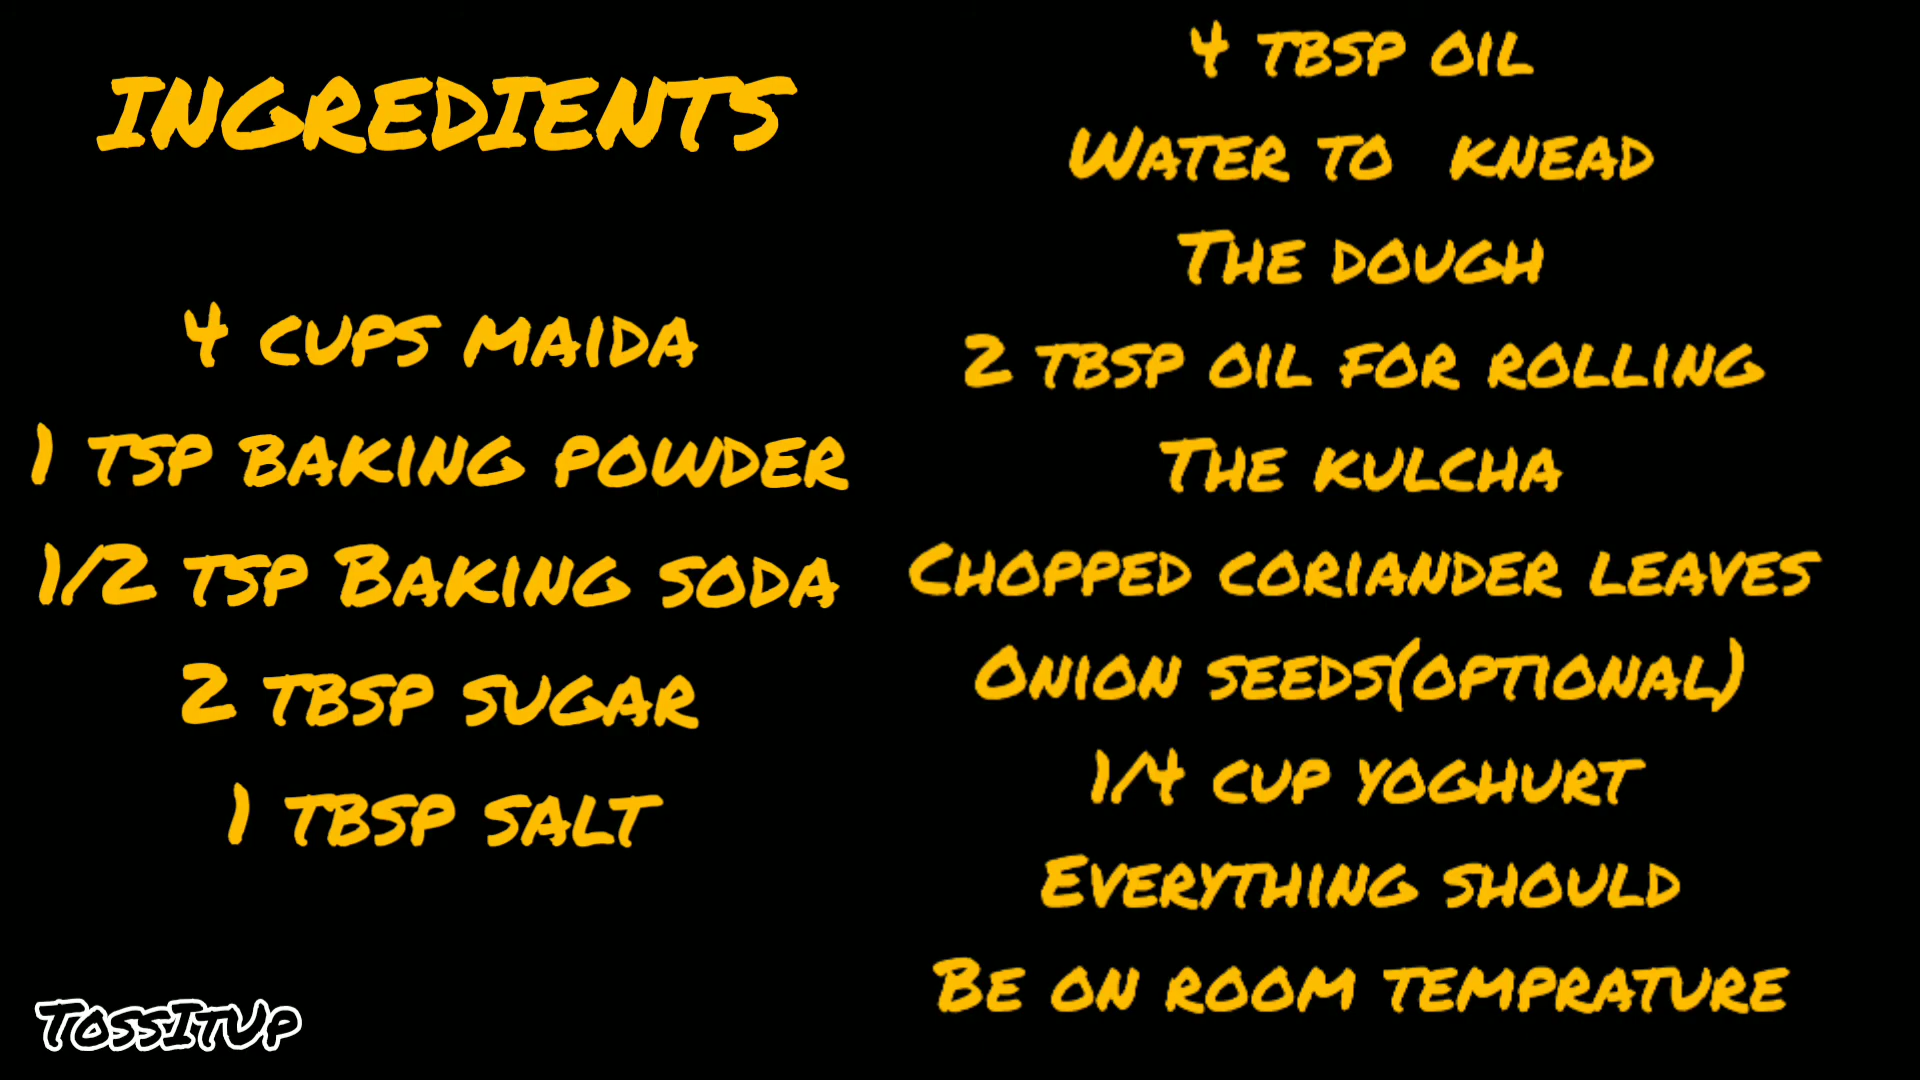 INGREDIENTS
4 CUPS MAIDA
1 TSP BAKING POWDER
1/2 TSP BAKING SODA
2 TBSP SUGAR
1 TBSP SALT
4 TBSP OIL
WATER TO KNEAD
THE DOUGH
2 TBSP OIL FOR ROLLING
THE KULCHA
CHOPPED CORIANDER LEAVES
ONION SEEDS(OPTIONAL)
1/4 CUP YOGHURT
EVERYTHING SHOULD
BE ON ROOM TEMPRATURE
TOSSITUP